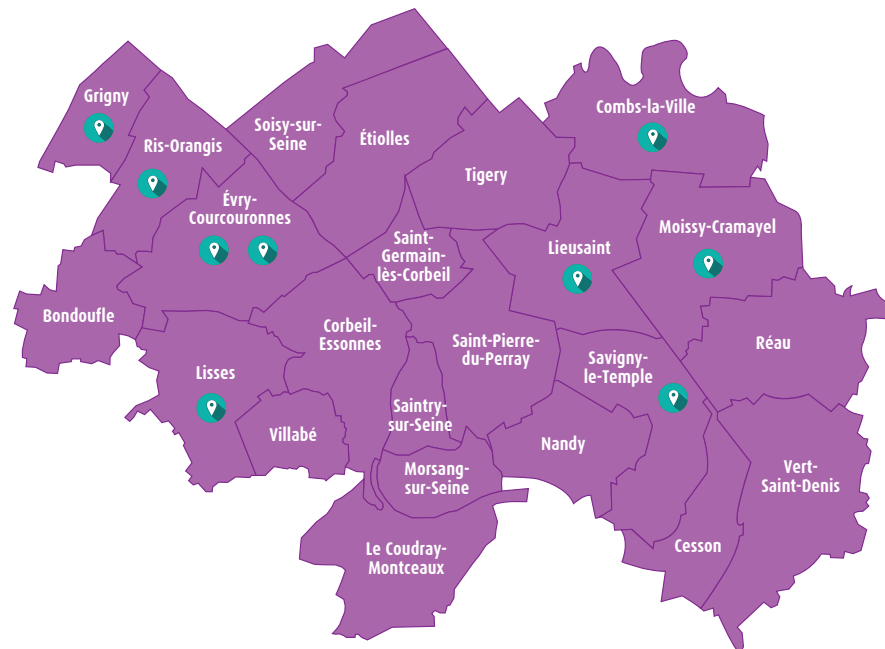 Grigny
Ris-Orangis
Soisy-sur-
Seine
Étiolles
Combs-la-Ville
Tigery
Évry-
Courcouronnes
Saint-
Germain-
lès-Corbeil
Lieusaint
Moissy-Cramayel
Bondoufle
Corbeil-
Essonnes
Saint-Pierre-
du-Perray
Savigny-
le-Temple
Réau
Lisses
Saintry-
sur-Seine
Villabé
Morsang-
sur-Seine
Nandy
Vert-
Saint-Denis
Le Coudray-
Montceaux
Cesson